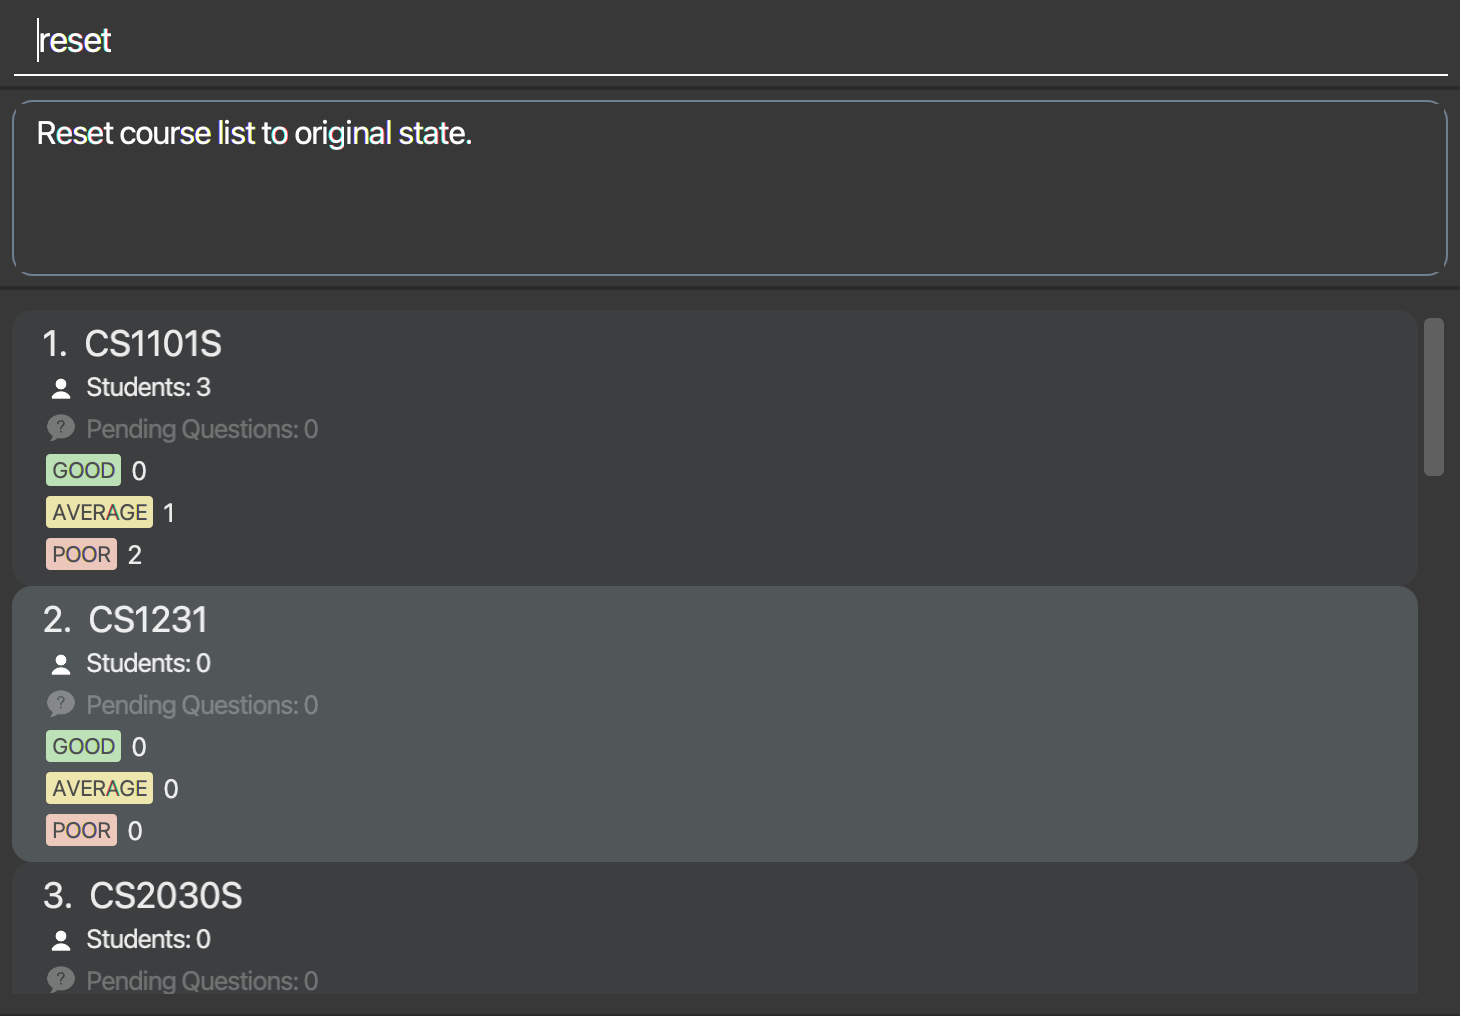 reset
Reset course list to original state.
1. CS1101S
Students: 3
? Pending Questions: 0
GOOD 0
AVERAGE 1
POOR 2
2. CS1231
Students: 0
? Pending Questions: 0
GOOD 0
AVERAGE 0
POOR 0
3. CS2030S
Students: 0
? Pending Questions: 0